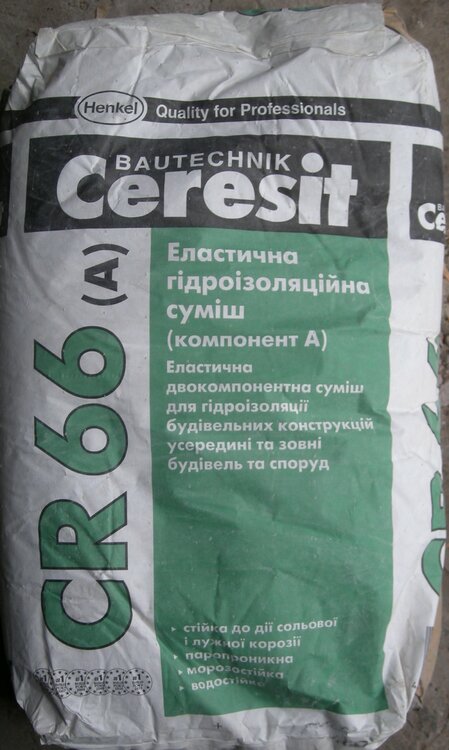 Henkel Quality for Professionals
BAUTECHNIK
Ceresit
CR 66 (A)
Еластична
гідроізоляційна
суміш
(компонент А)
Еластична
двокомпонентна суміш
для гідроізоляції
будівельних конструкцій
усередині та зовні
будівель та споруд
стійка до дії сольової
і лужної корозії
паропроникна
морозостійка
водостійка